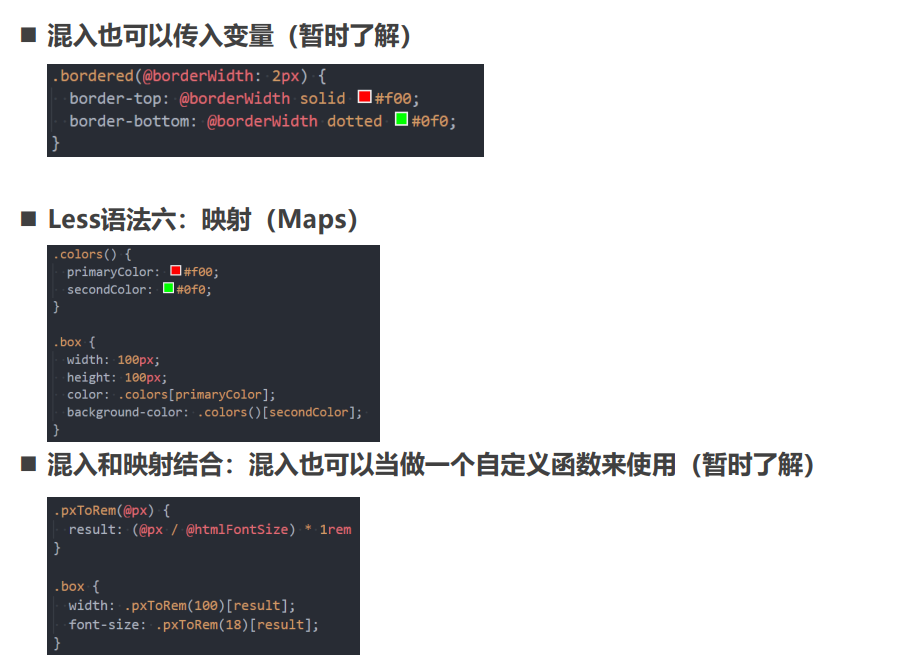 ■ 混入也可以传入变量（暂时了解）
.bordered(@borderWidth: 2px) {
  border-top: @borderWidth solid #f00;
  border-bottom: @borderWidth dotted #0f0;
}
■ Less语法六：映射（Maps）
.colors() {
  primaryColor: #f00;
  secondColor: #0f0;
}
.box {
  width: 100px;
  height: 100px;
  color: .colors[primaryColor];
  background-color: .colors()[secondColor];
}
■ 混入和映射结合：混入也可以当做一个自定义函数来使用（暂时了解）
.pxToRem(@px) {
  result: (@px / @htmlFontSize) * 1rem
}
.box {
  width: .pxToRem(100)[result];
  font-size: .pxToRem(18)[result];
}